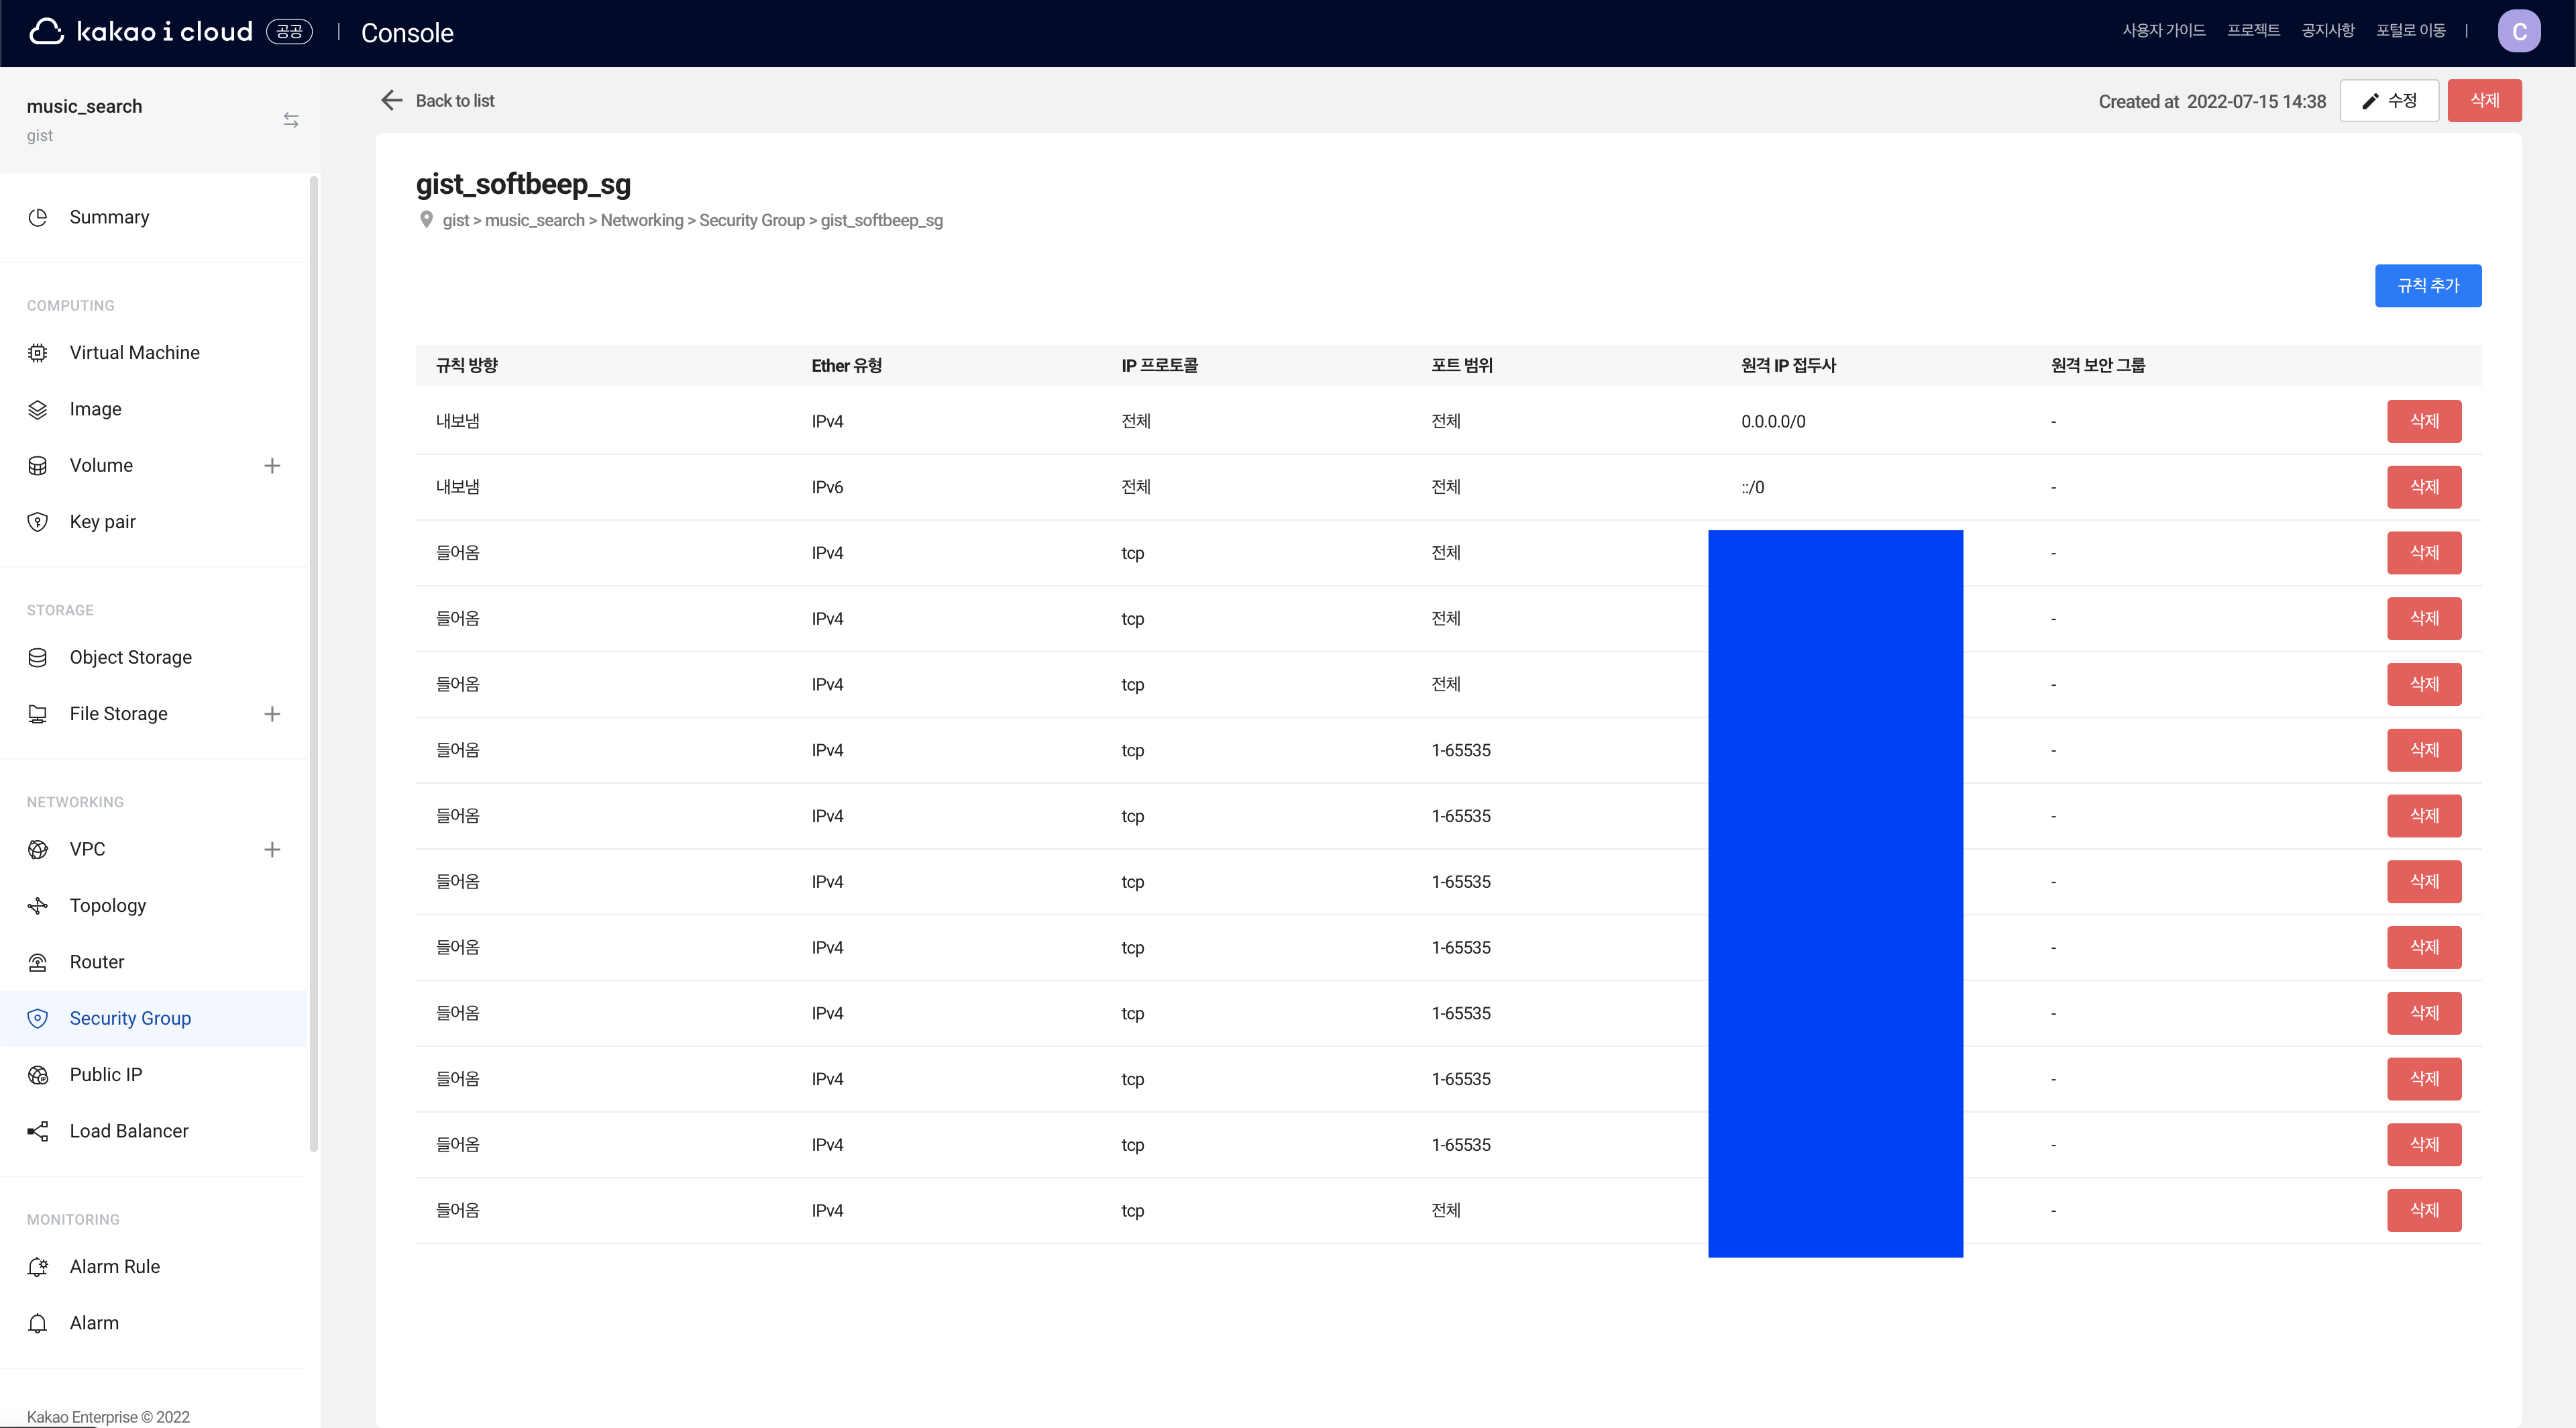 kakao i cloud 공공 | Console
사용자 가이드 프로젝트 공지사항 포털로 이동 | C
music_search
gist
Summary
COMPUTING
Virtual Machine
Image
Volume
Key pair
STORAGE
Object Storage
File Storage
NETWORKING
VPC
Topology
Router
Security Group
Public IP
Load Balancer
MONITORING
Alarm Rule
Alarm
Kakao Enterprise © 2022
Back to list
Created at 2022-07-15 14:38 수정 삭제
gist_softbeep_sg
gist > music_search > Networking > Security Group > gist_softbeep_sg
규칙 추가
규칙 방향 Ether 유형 IP 프로토콜 포트 범위 원격 IP 접두사 원격 보안 그룹
내보냄 IPv4 전체 전체 0.0.0.0/0 - 삭제
내보냄 IPv6 전체 전체 ::/0 - 삭제
들어옴 IPv4 tcp 전체 - 삭제
들어옴 IPv4 tcp 전체 - 삭제
들어옴 IPv4 tcp 전체 - 삭제
들어옴 IPv4 tcp 1-65535 - 삭제
들어옴 IPv4 tcp 1-65535 - 삭제
들어옴 IPv4 tcp 1-65535 - 삭제
들어옴 IPv4 tcp 1-65535 - 삭제
들어옴 IPv4 tcp 1-65535 - 삭제
들어옴 IPv4 tcp 1-65535 - 삭제
들어옴 IPv4 tcp 1-65535 - 삭제
들어옴 IPv4 tcp 전체 - 삭제